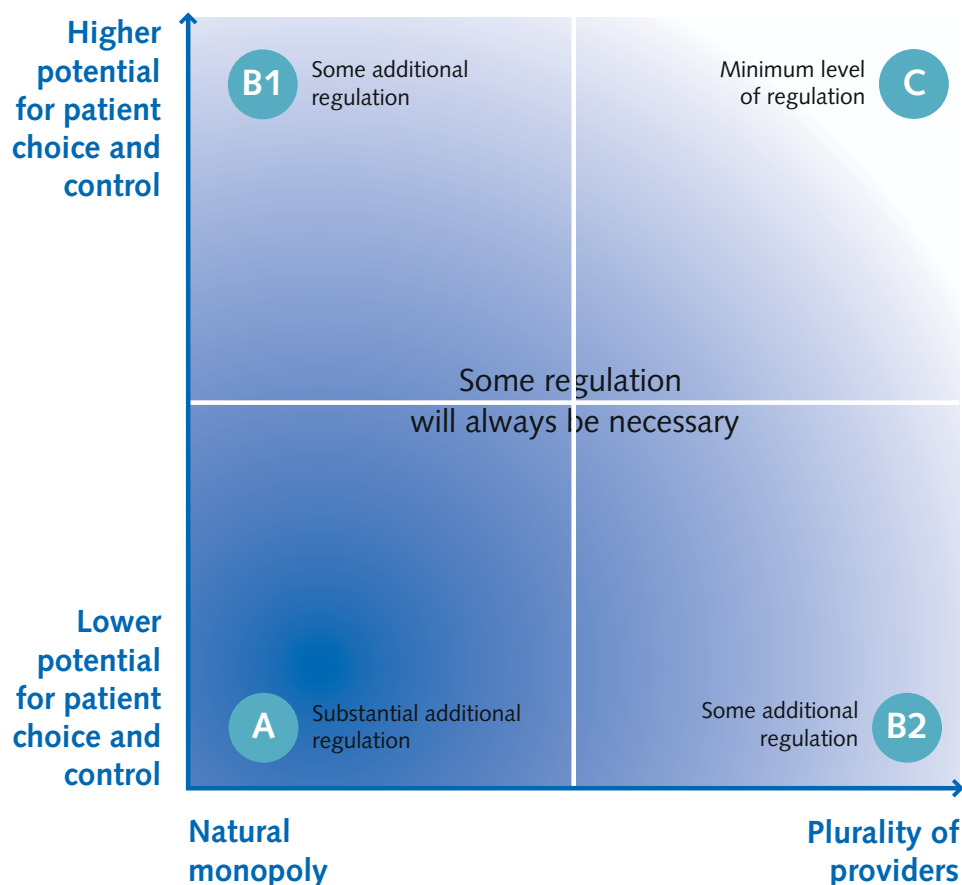 Higher
potential
for patient
choice and
control
B1
Some additional
regulation
Minimum level
of regulation
C
Some regulation
will always be necessary
Lower
potential
for patient
choice and
control
A
Substantial additional
regulation
Some additional
regulation
B2
Natural
monopoly
Plurality of
providers